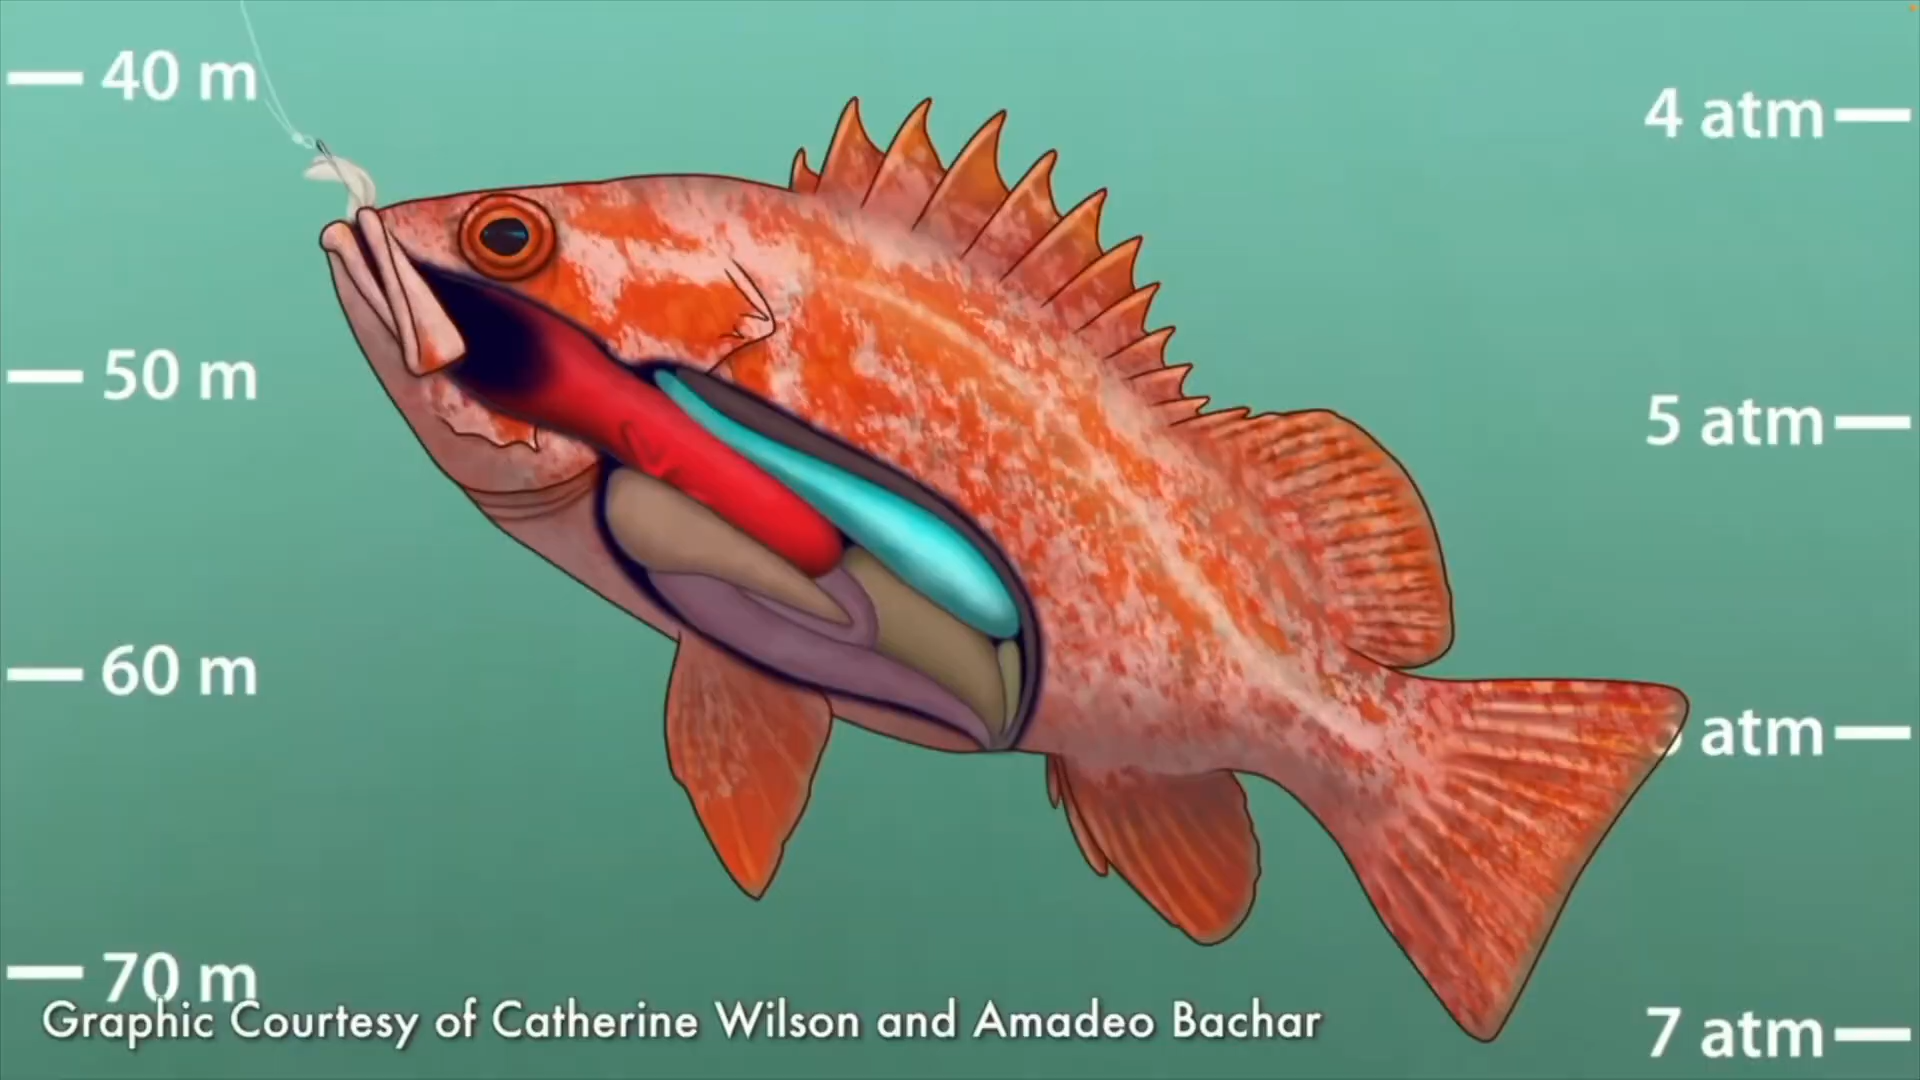 40 m
4 atm
50 m
5 atm
60 m
atm
70 m
Graphic Courtesy of Catherine Wilson and Amadeo Bachar
7 atm